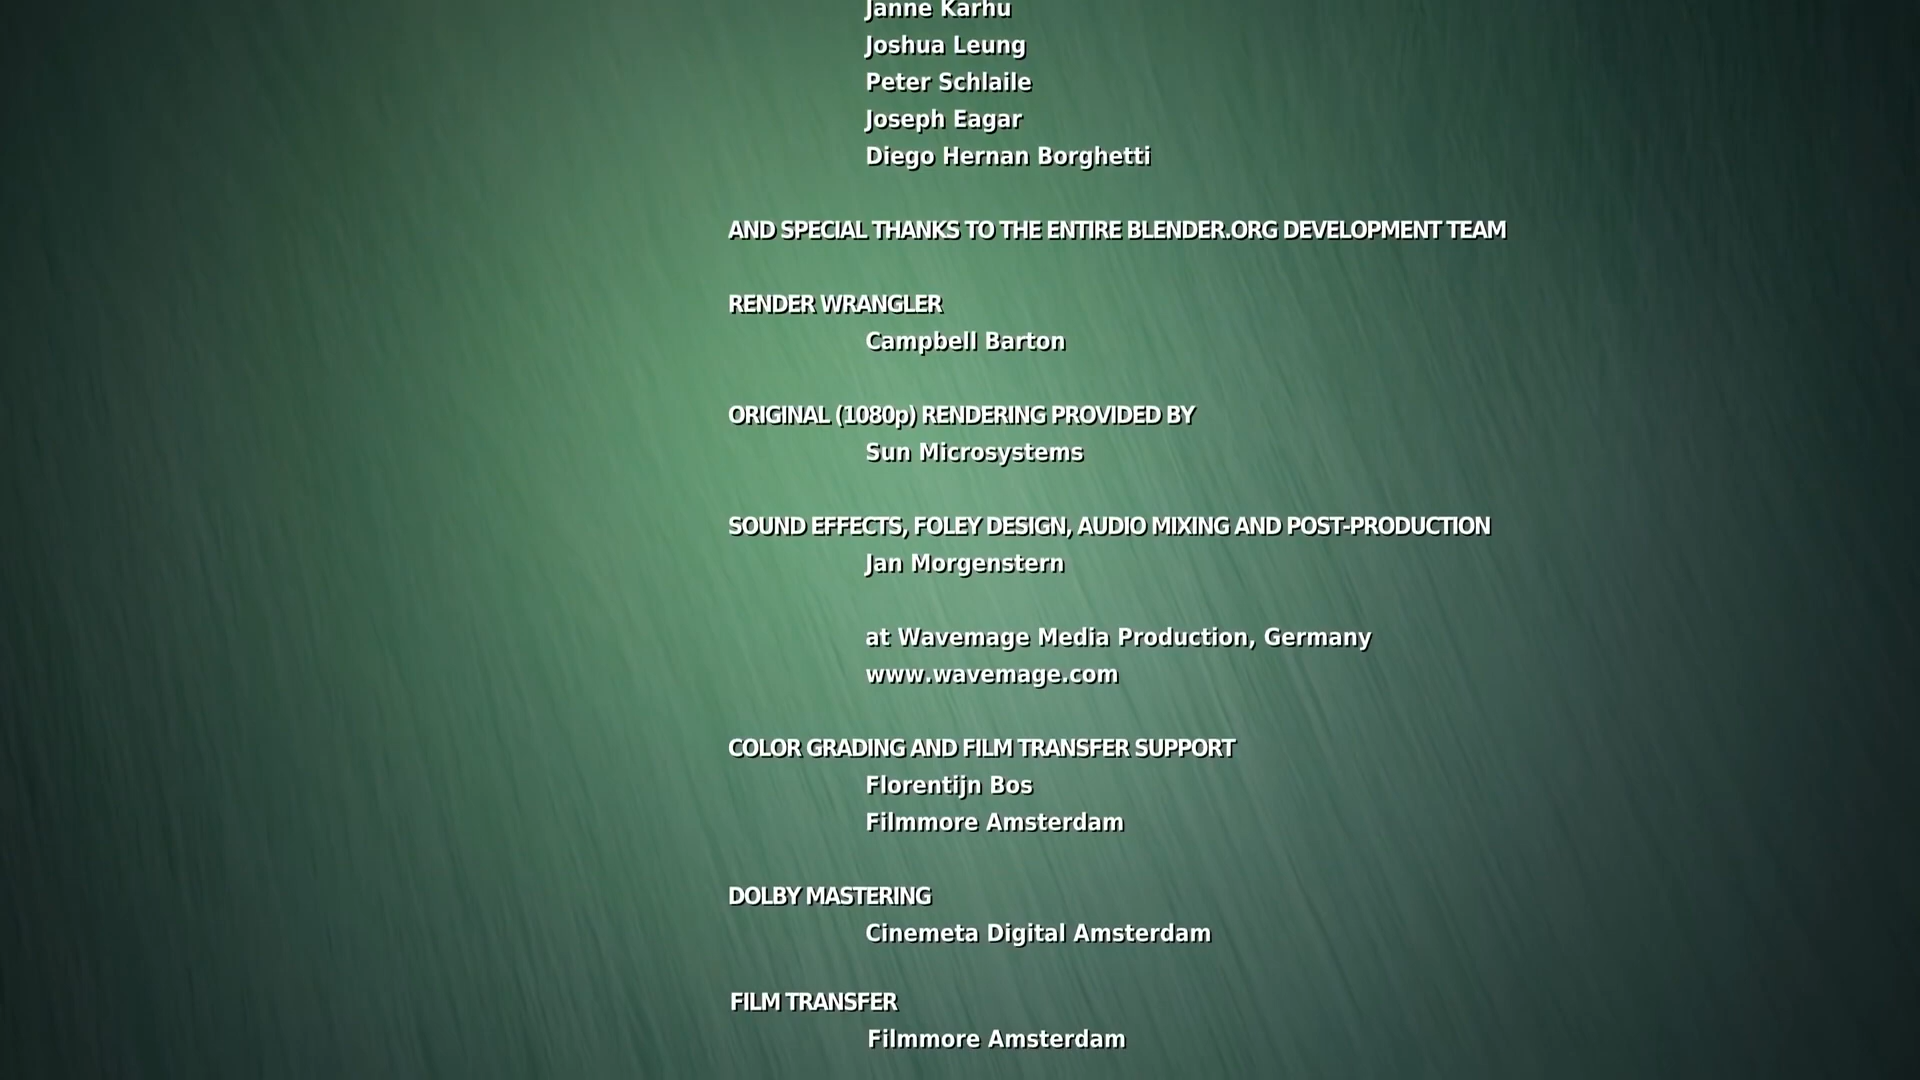 Janne Karhu
Joshua Leung
Peter Schlaile
Joseph Eagar
Diego Hernan Borghetti
AND SPECIAL THANKS TO THE ENTIRE BLENDER.ORG DEVELOPMENT TEAM
RENDER WRANGLER
Campbell Barton
ORIGINAL (1080p) RENDERING PROVIDED BY
Sun Microsystems
SOUND EFFECTS, FOLEY DESIGN, AUDIO MIXING AND POST-PRODUCTION
Jan Morgenstern
at Wavemage Media Production, Germany
www.wavemage.com
COLOR GRADING AND FILM TRANSFER SUPPORT
Florentijn Bos
Filmmore Amsterdam
DOLBY MASTERING
Cinemeta Digital Amsterdam
FILM TRANSFER
Filmmore Amsterdam